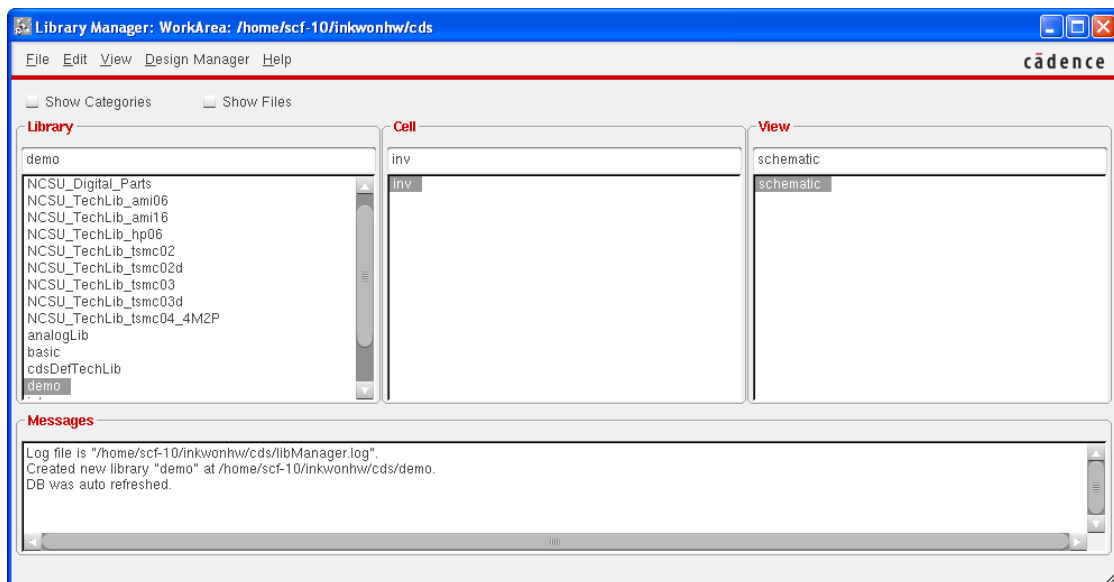 Library Manager: WorkArea: /home/scf-10/inkwonhw/cds
File Edit View Design Manager Help
cādence
Show Categories Show Files
Library Cell View
demo inv schematic
NCSU_Digital_Parts inv schematic
NCSU_TechLib_ami06
NCSU_TechLib_ami16
NCSU_TechLib_hp06
NCSU_TechLib_tsmc02
NCSU_TechLib_tsmc02d
NCSU_TechLib_tsmc03
NCSU_TechLib_tsmc03d
NCSU_TechLib_tsmc04_4M2P
analogLib
basic
cdsDefTechLib
demo
Messages
Log file is "/home/scf-10/inkwonhw/cds/libManager.log".
Created new library "demo" at /home/scf-10/inkwonhw/cds/demo.
DB was auto refreshed.